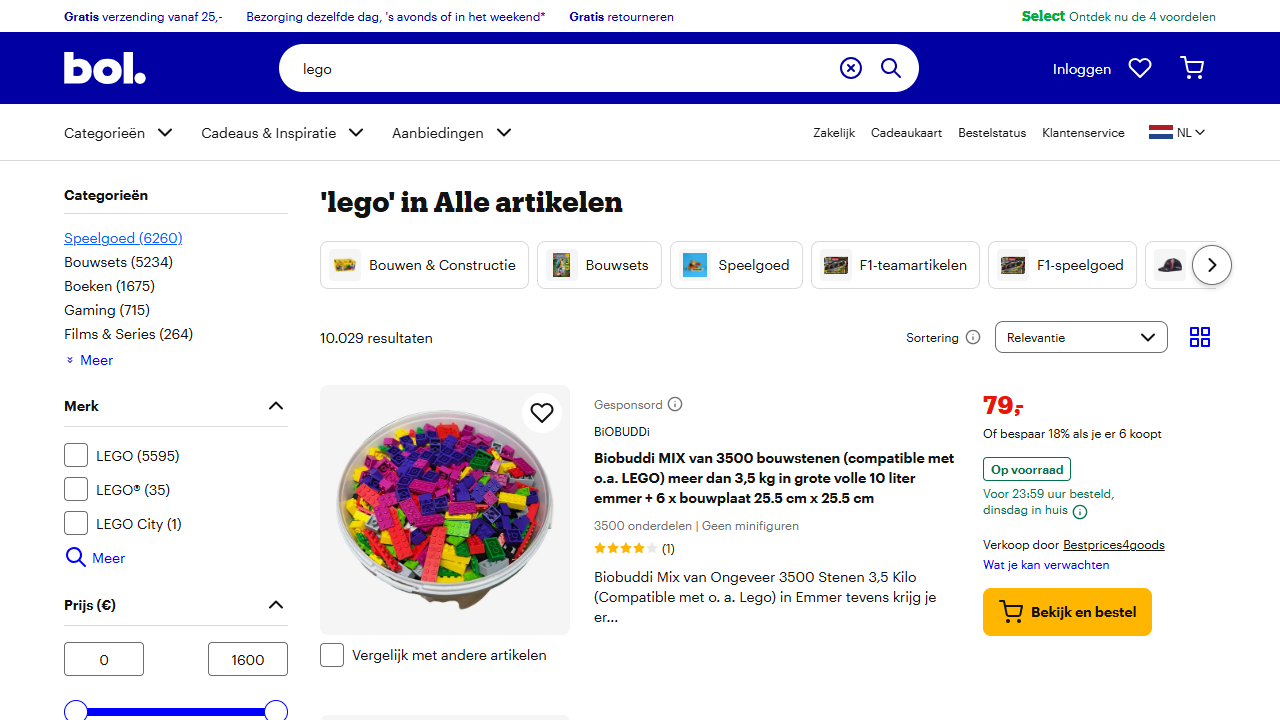 Gratis verzending vanaf 25,-
Bezorging dezelfde dag, 's avonds of in het weekend*
Gratis retourneren
Select Ontdek nu de 4 voordelen
bol.
lego
Inloggen
Categorieën
Cadeaus & Inspiratie
Aanbiedingen
Zakelijk
Cadeaukaart
Bestelstatus
Klantenservice
NL
Categorieën
Speelgoed (6260)
Bouwsets (5234)
Boeken (1675)
Gaming (715)
Films & Series (264)
Meer
Merk
LEGO (5595)
LEGO® (35)
LEGO City (1)
Meer
Prijs (€)
0
1600
'lego' in Alle artikelen
Bouwen & Constructie
Bouwsets
Speelgoed
F1-teamartikelen
F1-speelgoed
10.029 resultaten
Sortering
Relevantie
Gesponsord
BiOBUDDi
Biobuddi MIX van 3500 bouwstenen (compatible met
o.a. LEGO) meer dan 3,5 kg in grote volle 10 liter
emmer + 6 x bouwplaat 25.5 cm x 25.5 cm
3500 onderdelen | Geen minifiguren
(1)
Biobuddi Mix van Ongeveer 3500 Stenen 3,5 Kilo
(Compatible met o. a. Lego) in Emmer tevens krijg je
er...
Vergelijk met andere artikelen
79,-
Of bespaar 18% als je er 6 koopt
Op voorraad
Voor 23:59 uur besteld,
dinsdag in huis
Verkoop door Bestprices4goods
Wat je kan verwachten
Bekijk en bestel